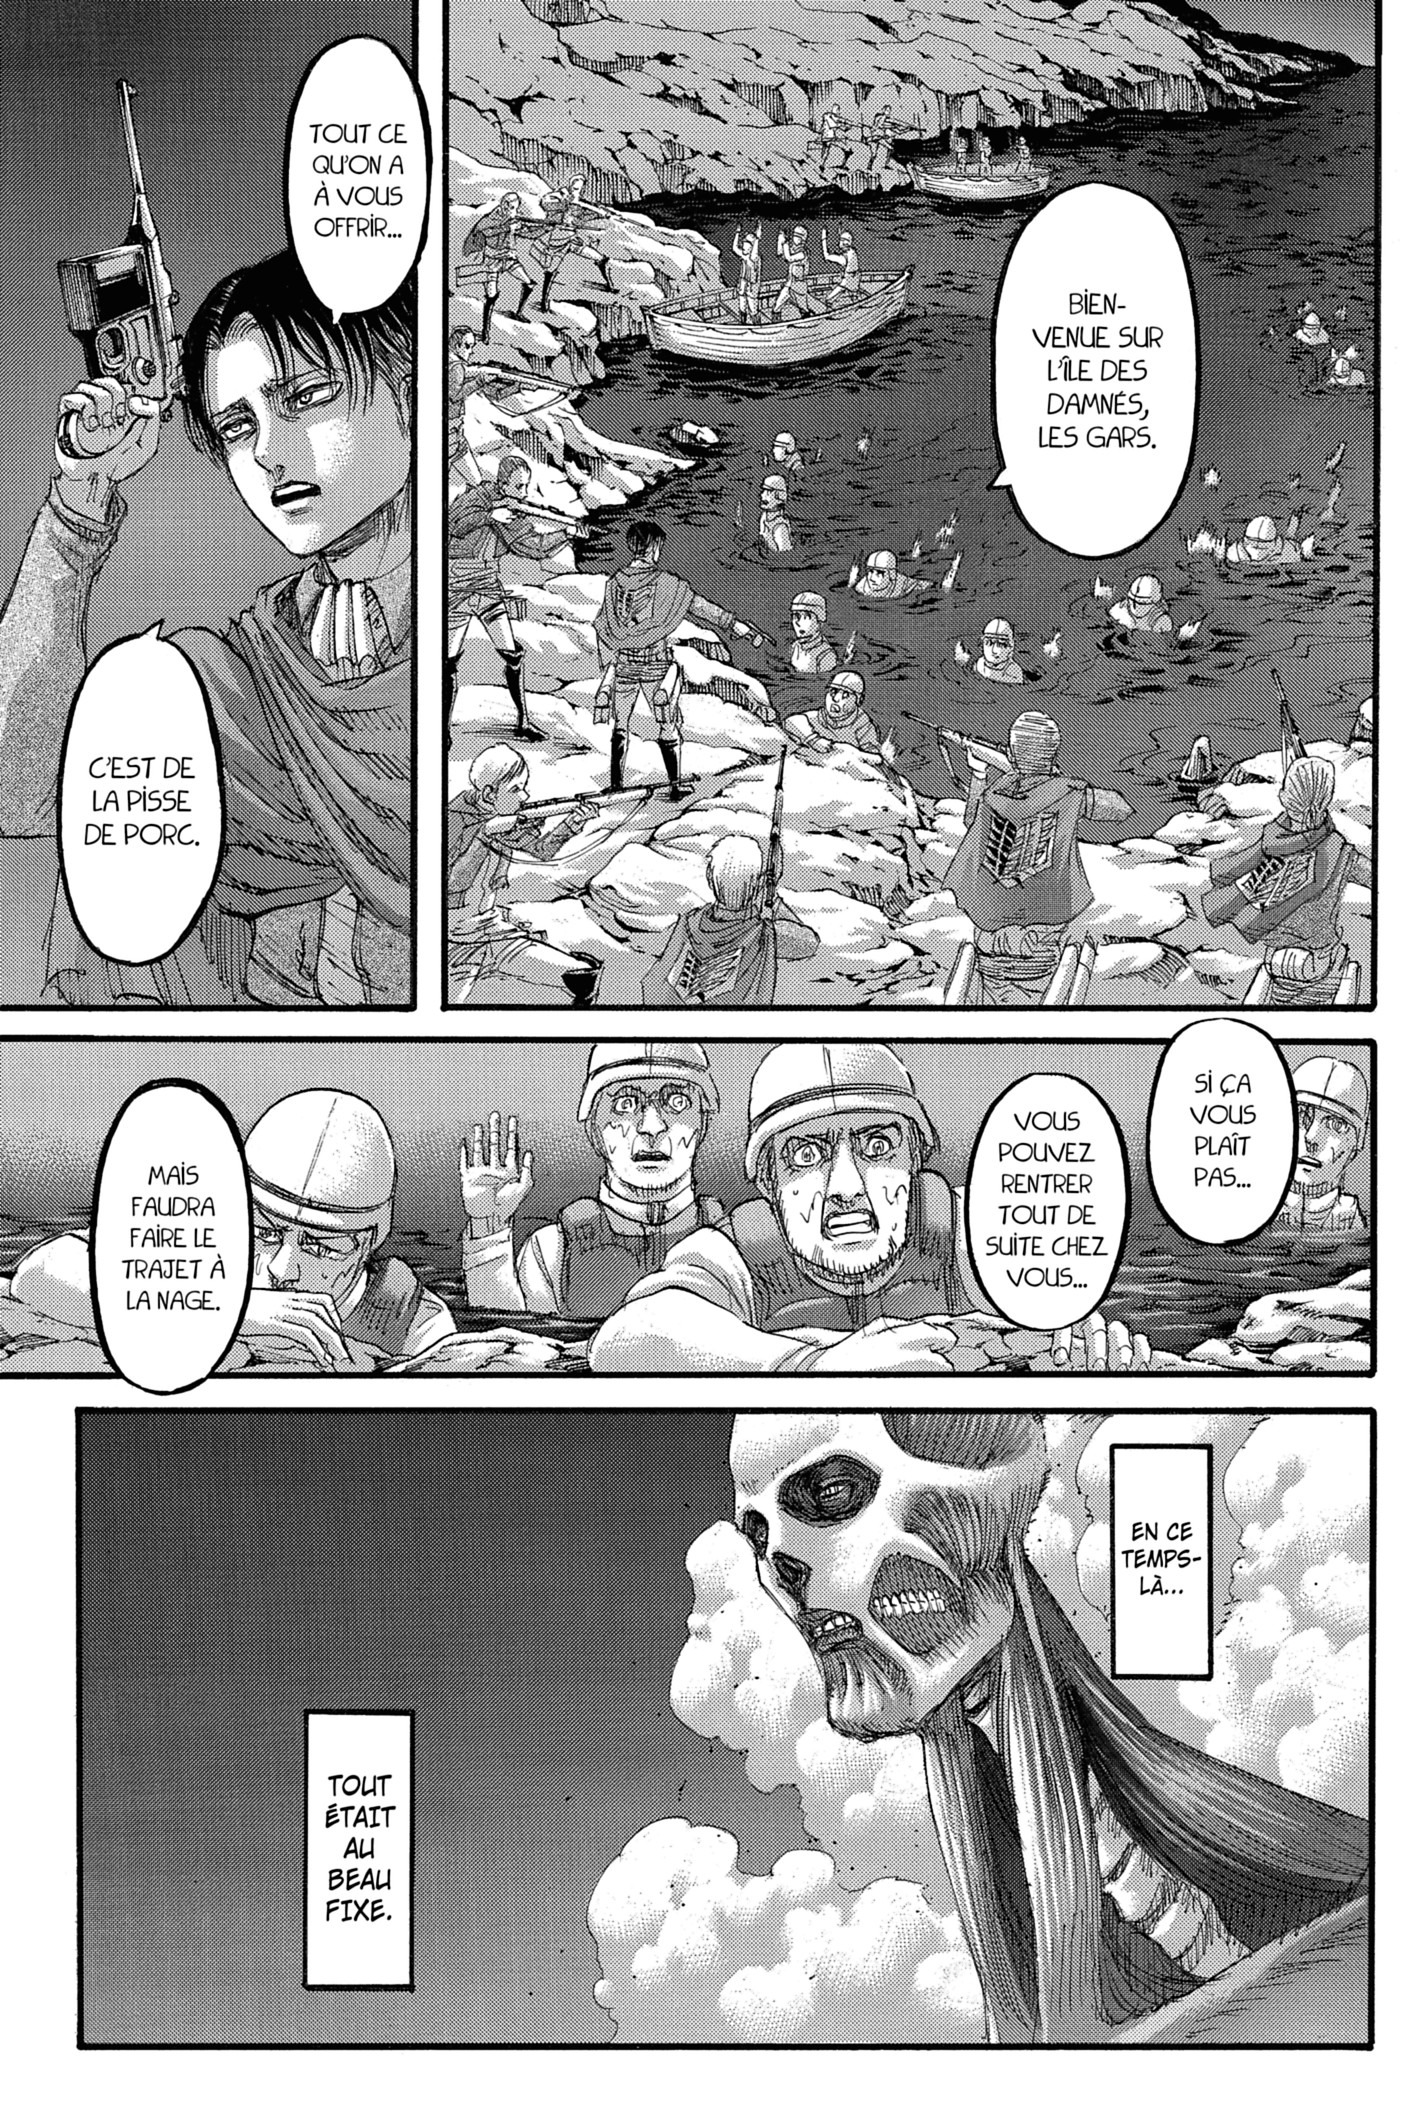 BIEN-
VENUE SUR
L'ÎLE DES
DAMNÉS,
LES GARS.
TOUT CE
QU'ON A
À VOUS
OFFRIR...
C'EST DE
LA PISSE
DE PORC.
SI ÇA
VOUS
PLAÎT
PAS...
VOUS
POUVEZ
RENTRER
TOUT DE
SUITE CHEZ
VOUS...
MAIS
FAUDRA
FAIRE LE
TRAJET À
LA NAGE.
EN CE
TEMPS-
LÀ...
TOUT
ÉTAIT
AU
BEAU
FIXE.